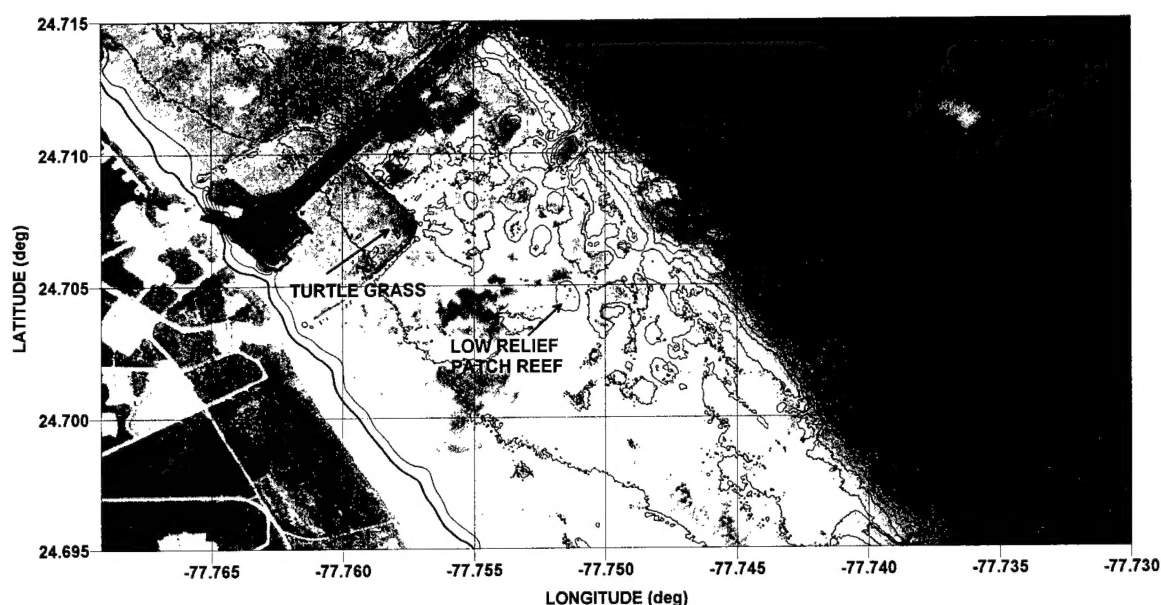 24.715
24.710
24.705
24.700
24.695
LATITUDE (deg)
TURTLE GRASS
LOW RELIEF
PATCH REEF
-77.765
-77.760
-77.755
-77.750
-77.745
-77.740
-77.735
-77.730
LONGITUDE (deg)